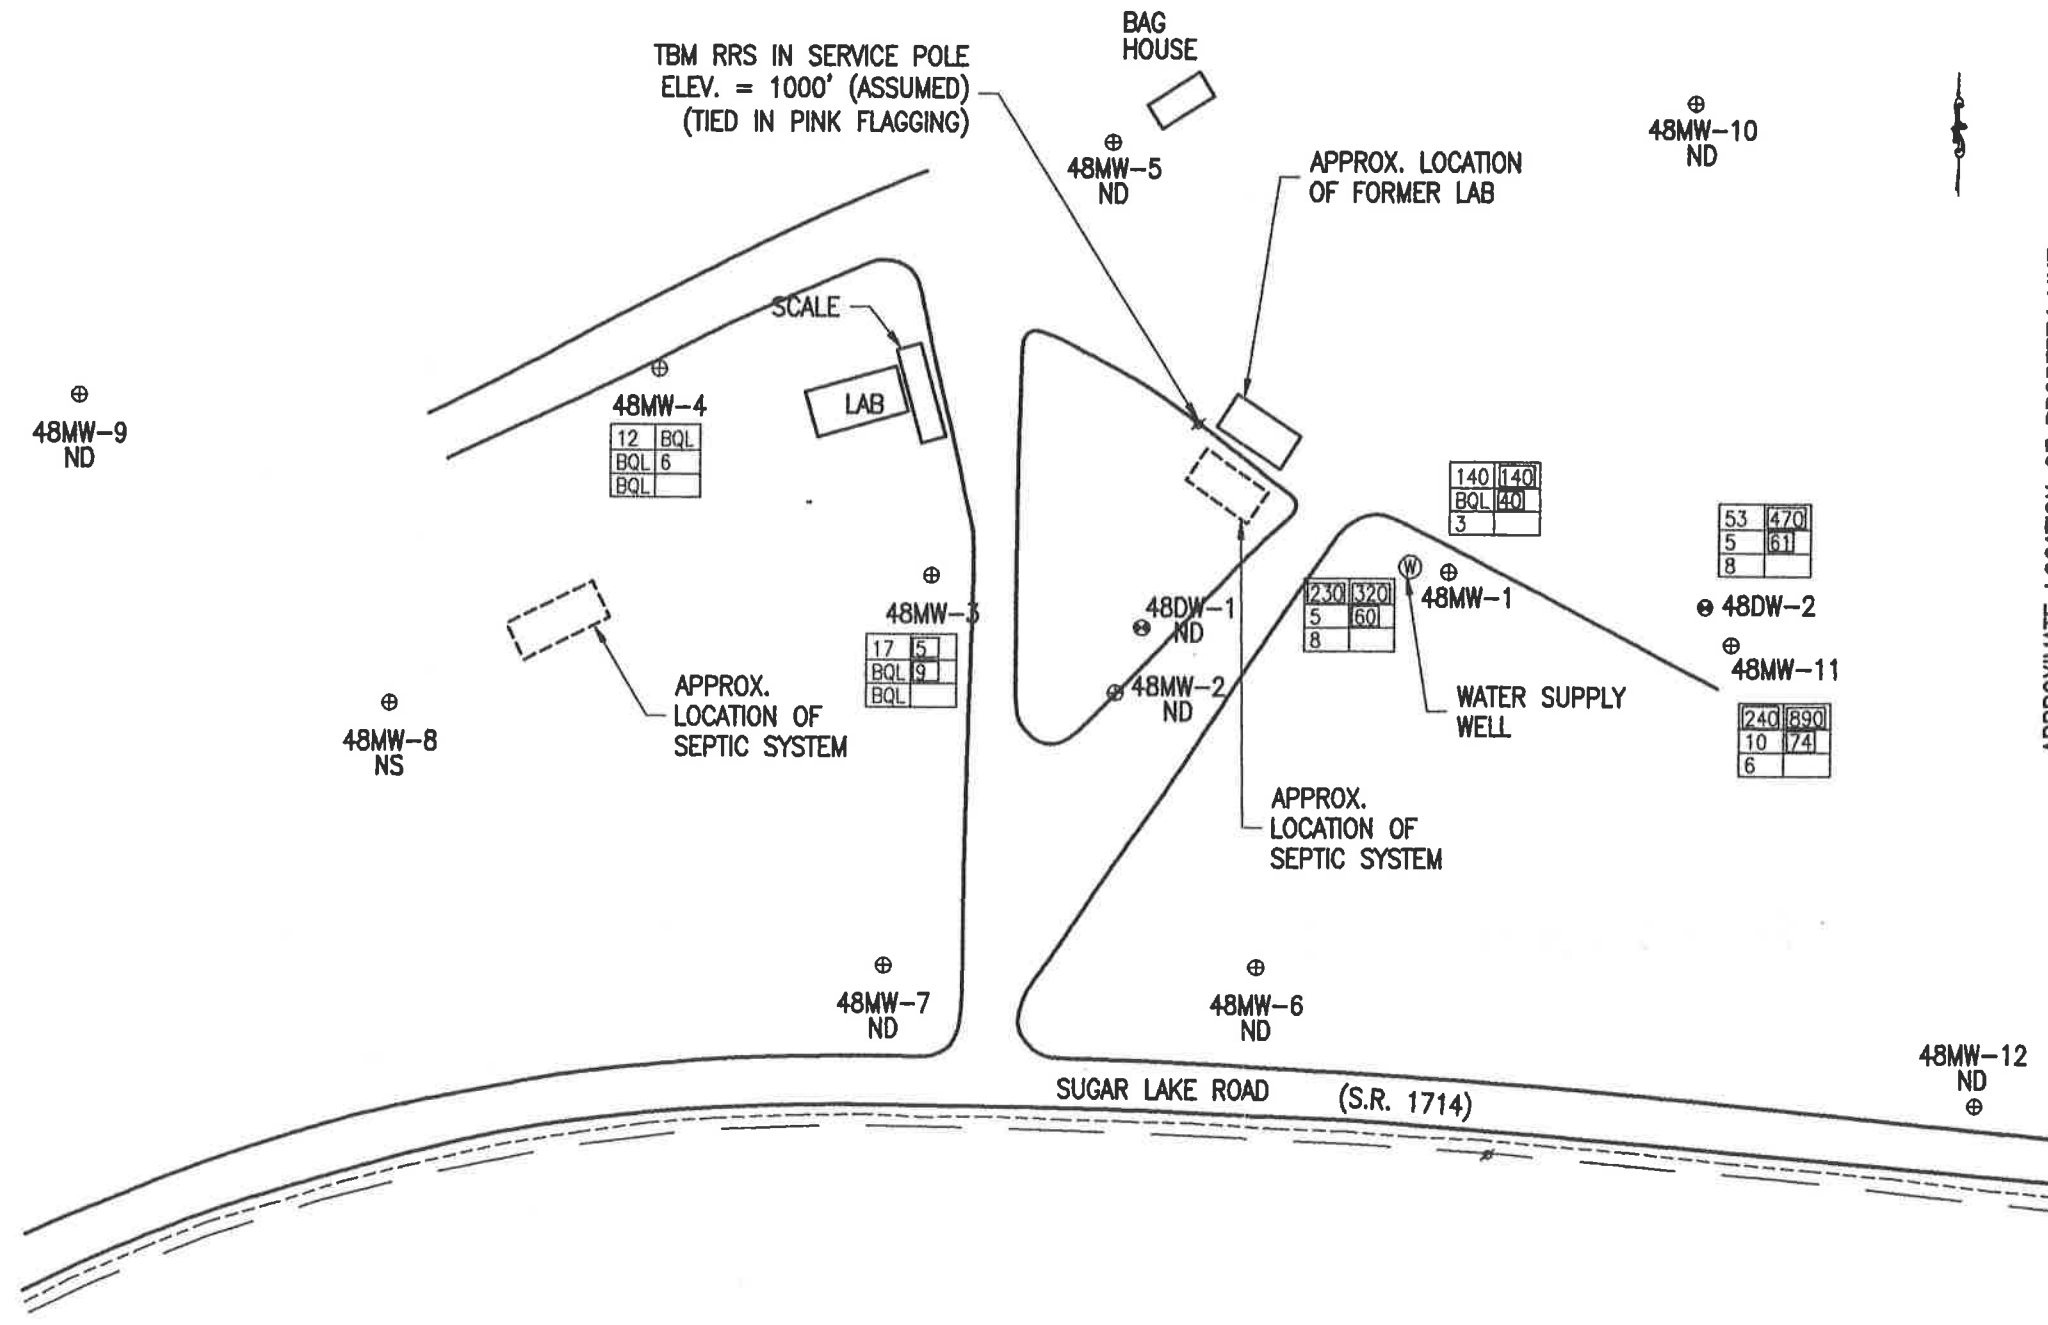 BAG
HOUSE
TBM RRS IN SERVICE POLE
ELEV. = 1000' (ASSUMED)
(TIED IN PINK FLAGGING)
48MW-10
ND
48MW-5
ND
APPROX. LOCATION
OF FORMER LAB
SCALE
LAB
48MW-9
ND
48MW-4
12 BQL
BQL 6
BQL
140 140
BQL 40
3
53 470
5 61
8
48DW-2
48MW-11
240 890
10 74
6
48MW-1
230 320
5 60
8
WATER SUPPLY
WELL
W
48DW-1
ND
48MW-2
ND
48MW-3
17 5
BQL 9
BQL
APPROX.
LOCATION OF
SEPTIC SYSTEM
48MW-8
NS
APPROX.
LOCATION OF
SEPTIC SYSTEM
48MW-7
ND
48MW-6
ND
48MW-12
ND
SUGAR LAKE ROAD (S.R. 1714)